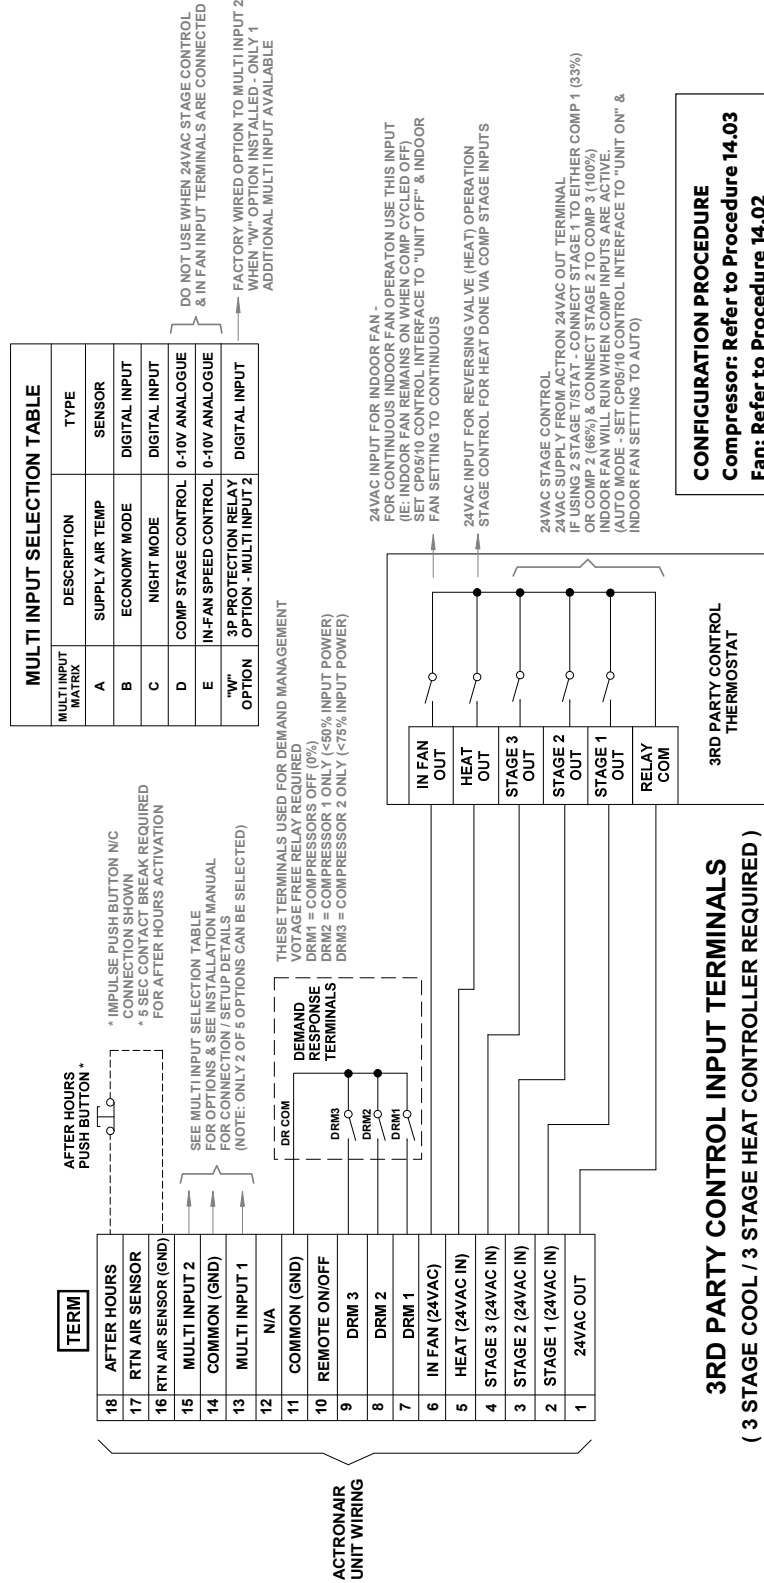 ACTRONAIR
UNIT WIRING
TERM
18 AFTER HOURS
17 RTN AIR SENSOR
16 RTN AIR SENSOR (GND)
15 MULTI INPUT 2
14 COMMON (GND)
13 MULTI INPUT 1
12 N/A
11 COMMON (GND)
10 REMOTE ON/OFF
9 DRM 3
8 DRM 2
7 DRM 1
6 IN FAN (24VAC)
5 HEAT (24VAC IN)
4 STAGE 3 (24VAC IN)
3 STAGE 2 (24VAC IN)
2 STAGE 1 (24VAC IN)
1 24VAC OUT
AFTER HOURS
PUSH BUTTON *
* IMPULSE PUSH BUTTON N/C
CONNECTION SHOWN
* 5 SEC CONTACT BREAK REQUIRED
FOR AFTER HOURS ACTIVATION
SEE MULTI INPUT SELECTION TABLE
FOR OPTIONS & SEE INSTALLATION MANUAL
FOR CONNECTION / SETUP DETAILS
(NOTE: ONLY 2 OF 5 OPTIONS CAN BE SELECTED)
DR COM
DEMAND
RESPONSE
TERMINALS
DRM3
DRM2
DRM1
THESE TERMINALS USED FOR DEMAND MANAGEMENT
VOTAGE FREE RELAY REQUIRED
DRM1 = COMPRESSORS OFF (0%)
DRM2 = COMPRESSOR 1 ONLY (<50% INPUT POWER)
DRM3 = COMPRESSOR 2 ONLY (<75% INPUT POWER)
MULTI INPUT SELECTION TABLE
MULTI INPUT
MATRIX
DESCRIPTION
TYPE
A SUPPLY AIR TEMP SENSOR
B ECONOMY MODE DIGITAL INPUT
C NIGHT MODE DIGITAL INPUT
D COMP STAGE CONTROL 0-10V ANALOGUE
E IN-FAN SPEED CONTROL 0-10V ANALOGUE
"W"
OPTION
3P PROTECTION RELAY
OPTION - MULTI INPUT 2
DIGITAL INPUT
DO NOT USE WHEN 24VAC STAGE CONTROL
& IN FAN INPUT TERMINALS ARE CONNECTED
FACTORY WIRED OPTION TO MULTI INPUT 2
WHEN "W" OPTION INSTALLED - ONLY 1
ADDITIONAL MULTI INPUT AVAILABLE
IN FAN
OUT
HEAT
OUT
STAGE 3
OUT
STAGE 2
OUT
STAGE 1
OUT
RELAY
COM
3RD PARTY CONTROL
THERMOSTAT
24VAC INPUT FOR INDOOR FAN -
FOR CONTINUOUS INDOOR FAN OPERATON USE THIS INPUT
(IE: INDOOR FAN REMAINS ON WHEN COMP CYCLED OFF)
SET CP05/10 CONTROL INTERFACE TO "UNIT OFF" & INDOOR
FAN SETTING TO CONTINUOUS
24VAC INPUT FOR REVERSING VALVE (HEAT) OPERATION
STAGE CONTROL FOR HEAT DONE VIA COMP STAGE INPUTS
24VAC STAGE CONTROL
24VAC SUPPLY FROM ACTRON 24VAC OUT TERMINAL
IF USING 2 STAGE T/STAT - CONNECT STAGE 1 TO EITHER COMP 1 (33%)
OR COMP 2 (66%) & CONNECT STAGE 2 TO COMP 3 (100%)
INDOOR FAN WILL RUN WHEN COMP INPUTS ARE ACTIVE.
(AUTO MODE - SET CP05/10 CONTROL INTERFACE TO "UNIT ON" &
INDOOR FAN SETTING TO AUTO)
3RD PARTY CONTROL INPUT TERMINALS
( 3 STAGE COOL / 3 STAGE HEAT CONTROLLER REQUIRED )
CONFIGURATION PROCEDURE
Compressor: Refer to Procedure 14.03
Fan: Refer to Procedure 14.02